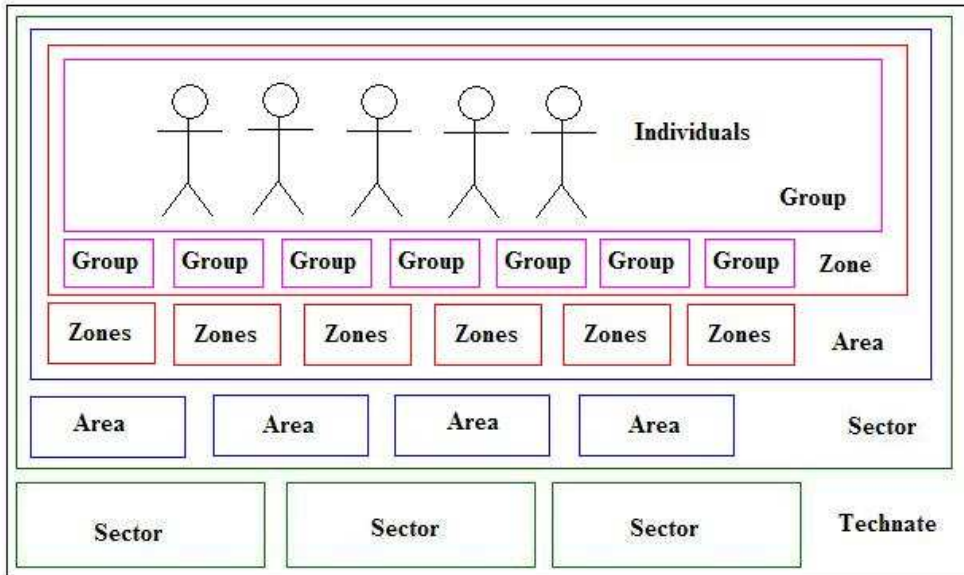 Individuals
Group
Group Group Group Group Group Group Group Zone
Zones Zones Zones Zones Zones Zones Area
Area Area Area Area Sector
Sector Sector Sector Technate